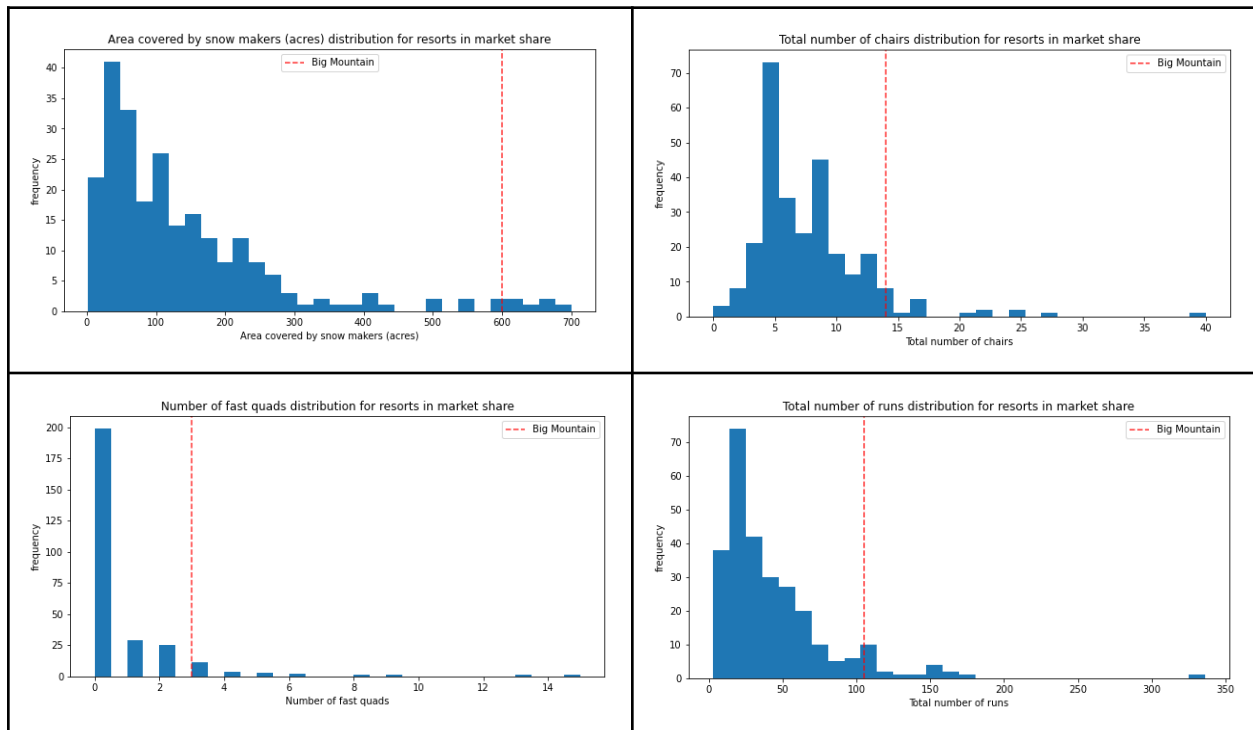 Area covered by snow makers (acres) distribution for resorts in market share
Big Mountain
frequency
40
35
30
25
20
15
10
5
0
0 100 200 300 400 500 600 700
Area covered by snow makers (acres)
Total number of chairs distribution for resorts in market share
Big Mountain
frequency
70
60
50
40
30
20
10
0
0 5 10 15 20 25 30 35 40
Total number of chairs
Number of fast quads distribution for resorts in market share
Big Mountain
frequency
200
175
150
125
100
75
50
25
0
0 2 4 6 8 10 12 14
Number of fast quads
Total number of runs distribution for resorts in market share
Big Mountain
frequency
70
60
50
40
30
20
10
0
0 50 100 150 200 250 300 350
Total number of runs